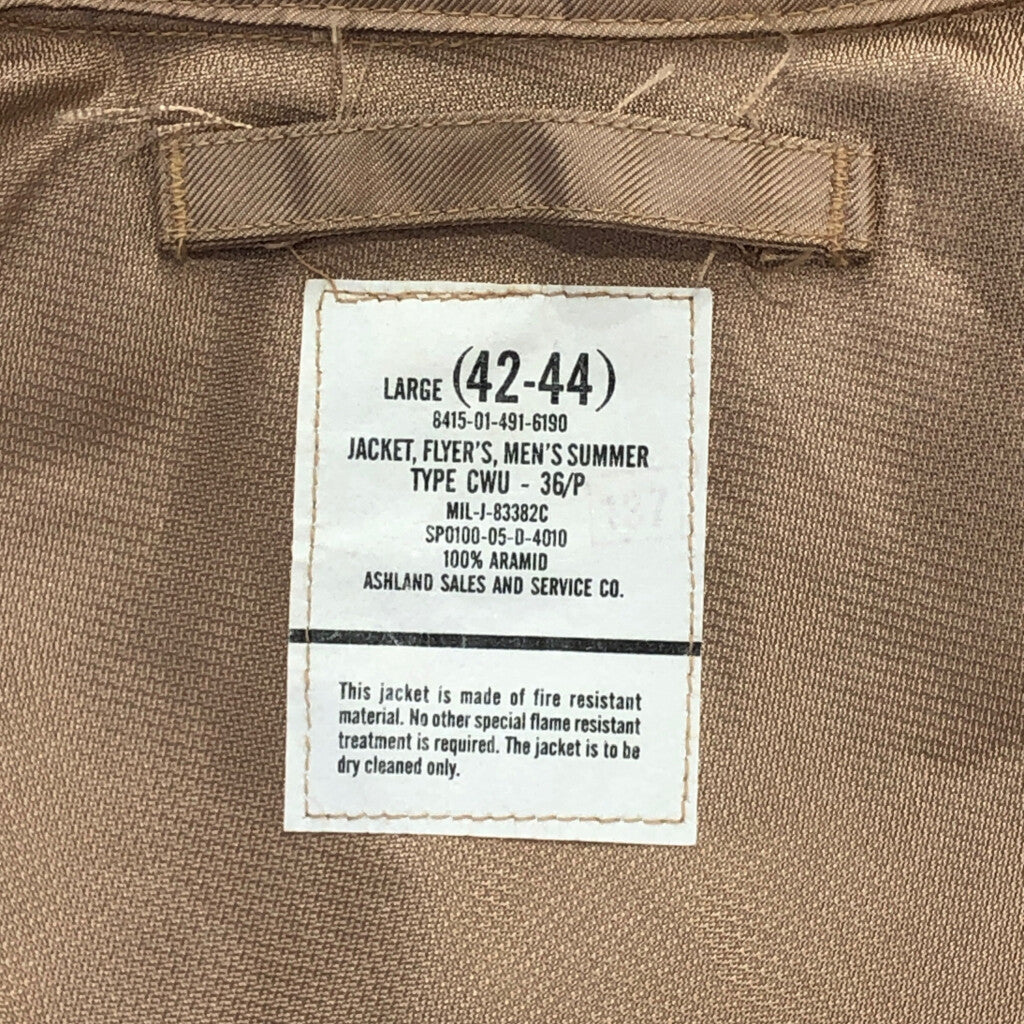 LARGE (42-44)
8415-01-491-6190
JACKET, FLYER'S, MEN'S SUMMER
TYPE CWU - 36/P
MIL-J-83382C
SP0100-05-D-4010
100% ARAMID
ASHLAND SALES AND SERVICE CO.
This jacket is made of fire resistant
material. No other special flame resistant
treatment is required. The jacket is to be
dry cleaned only.